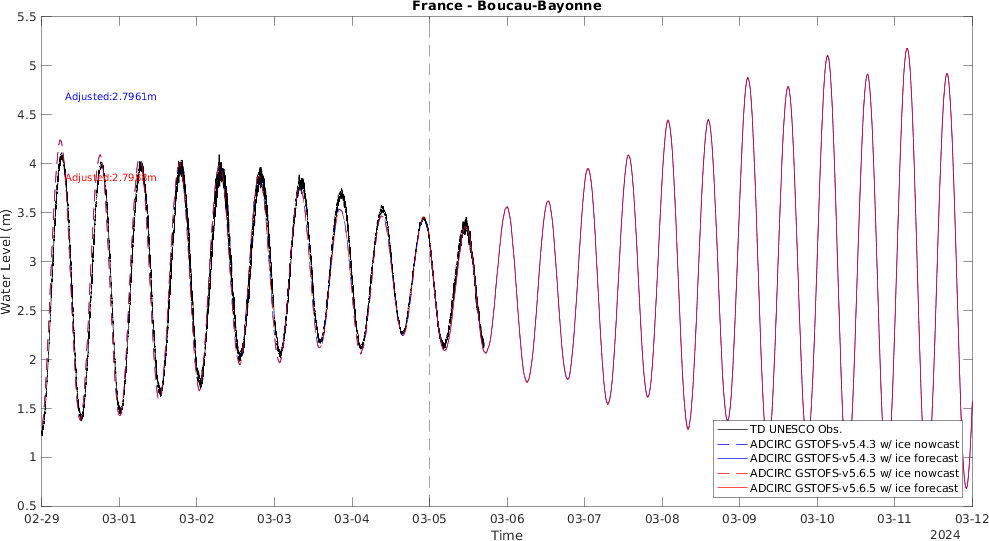 France - Boucau-Bayonne
5.5
5
4.5
4
3.5
3
2.5
2
1.5
1
0.5
Water Level (m)
Adjusted:2.7961m
TD UNESCO Obs.
ADCIRC GSTOFS-v5.4.3 w/ ice nowcast
ADCIRC GSTOFS-v5.4.3 w/ ice forecast
ADCIRC GSTOFS-v5.6.5 w/ ice nowcast
ADCIRC GSTOFS-v5.6.5 w/ ice forecast
02-29 03-01 03-02 03-03 03-04 03-05 03-06 03-07 03-08 03-09 03-10 03-11 03-12
Time
2024